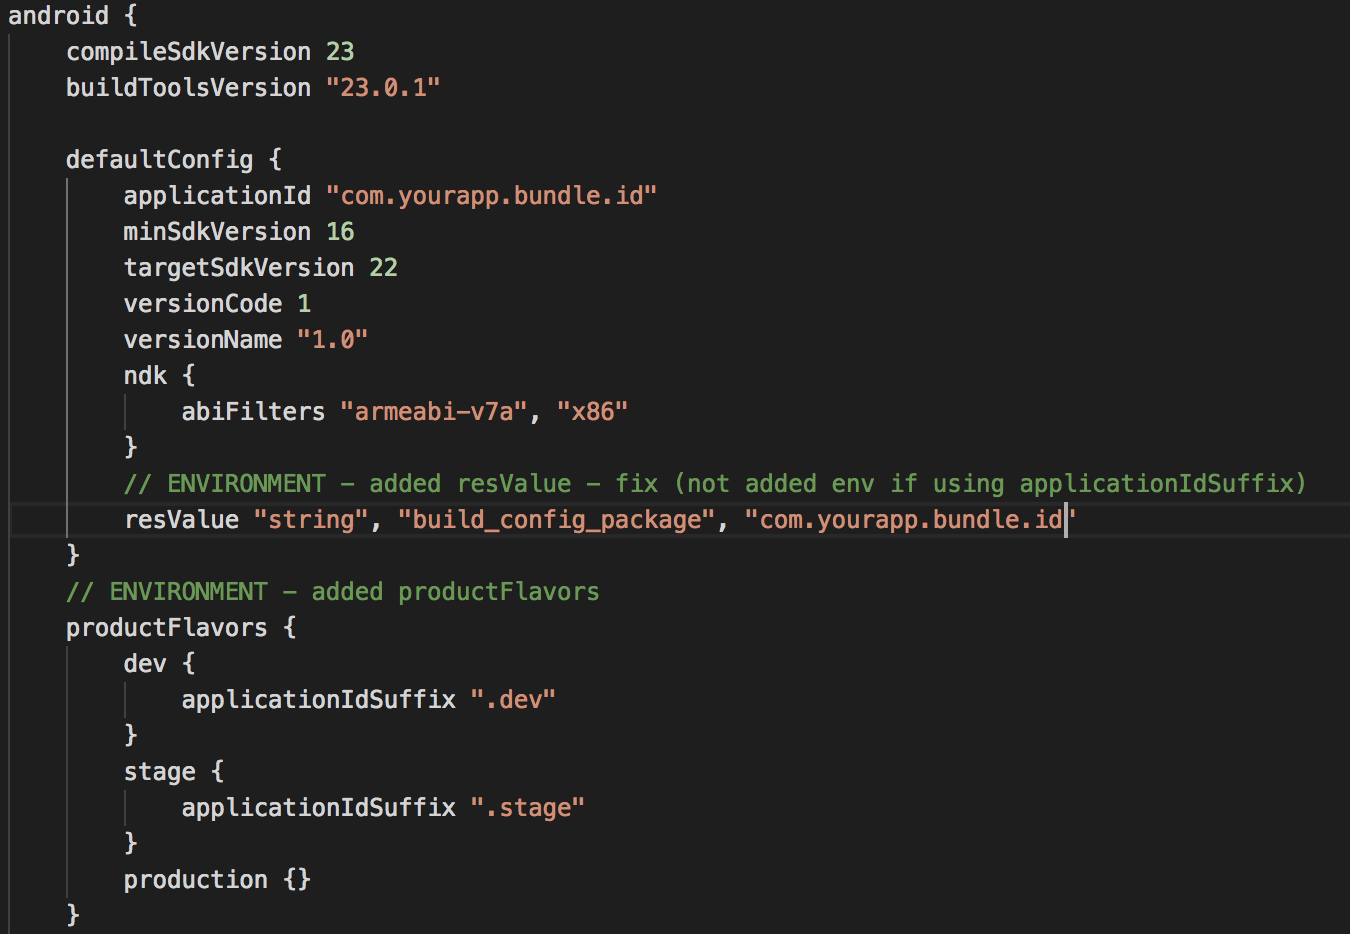 android {
    compileSdkVersion 23
    buildToolsVersion "23.0.1"

    defaultConfig {
        applicationId "com.yourapp.bundle.id"
        minSdkVersion 16
        targetSdkVersion 22
        versionCode 1
        versionName "1.0"
        ndk {
            abiFilters "armeabi-v7a", "x86"
        }
        // ENVIRONMENT - added resValue - fix (not added env if using applicationIdSuffix)
        resValue "string", "build_config_package", "com.yourapp.bundle.id"
    }
    // ENVIRONMENT - added productFlavors
    productFlavors {
        dev {
            applicationIdSuffix ".dev"
        }
        stage {
            applicationIdSuffix ".stage"
        }
        production {}
    }